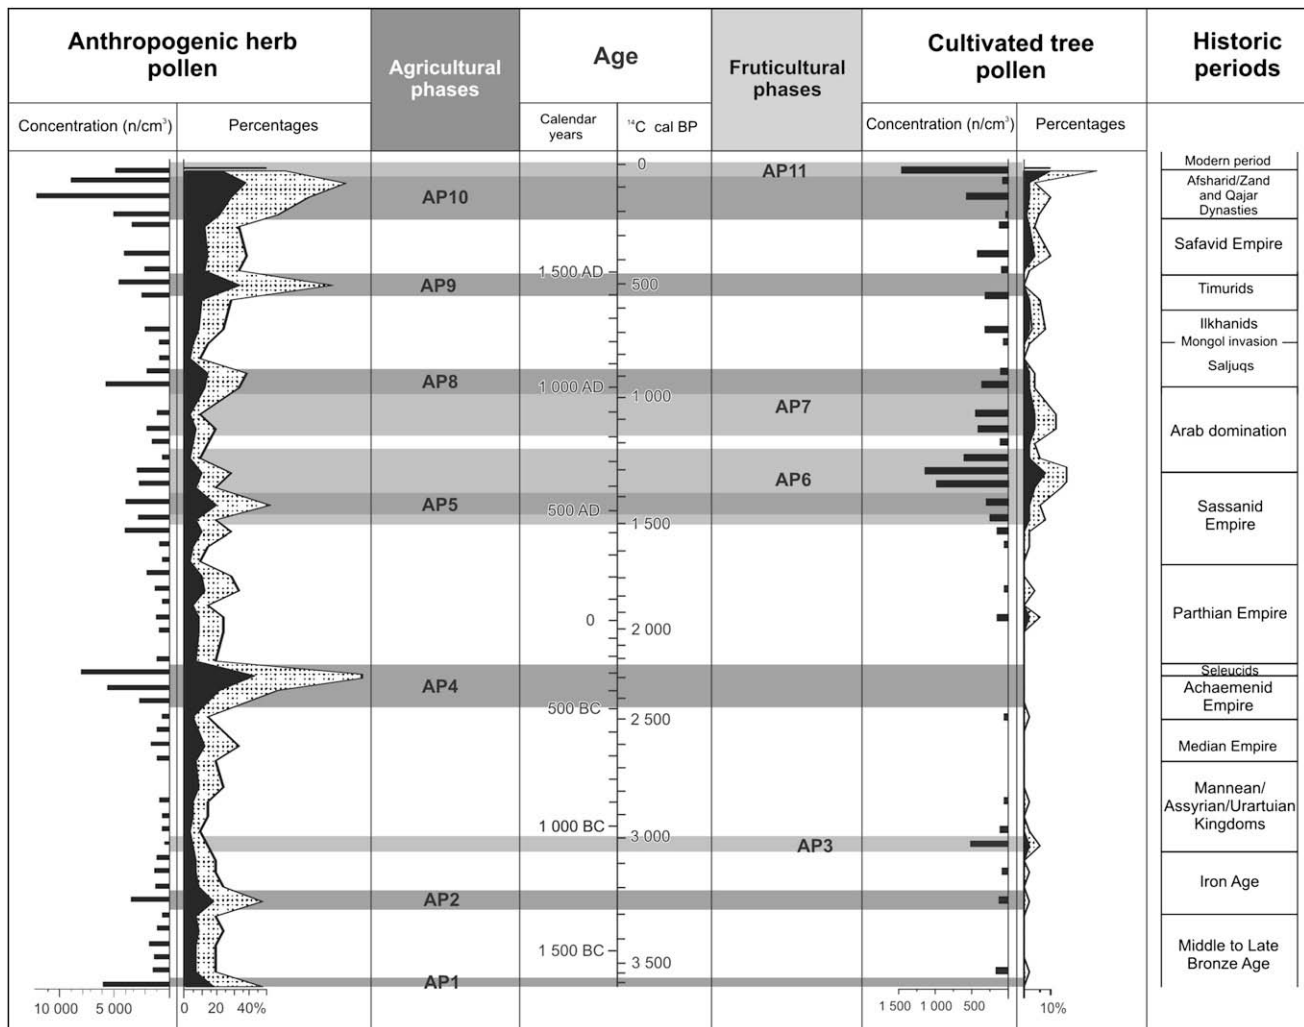 Anthropogenic herb
pollen
Agricultural
phases
Age
Fruticultural
phases
Cultivated tree
pollen
Historic
periods
Concentration (n/cm³)
Percentages
Calendar
years
¹⁴C cal BP
Concentration (n/cm³)
Percentages
0
AP11
Modern period
AP10
Afsharid/Zand
and Qajar
Dynasties
Safavid Empire
1 500 AD
500
AP9
Timurids
Ilkhanids
Mongol invasion
Saljuqs
AP8
1 000 AD
1 000
AP7
Arab domination
AP6
AP5
500 AD
1 500
Sassanid
Empire
0
2 000
Parthian Empire
Seleucids
AP4
Achaemenid
Empire
500 BC
2 500
Median Empire
Mannean/
Assyrian/Urartuian
Kingdoms
1 000 BC
3 000
AP3
Iron Age
AP2
1 500 BC
3 500
Middle to Late
Bronze Age
AP1
10 000 5 000
0 20 40%
1 500 1 000 500
10%